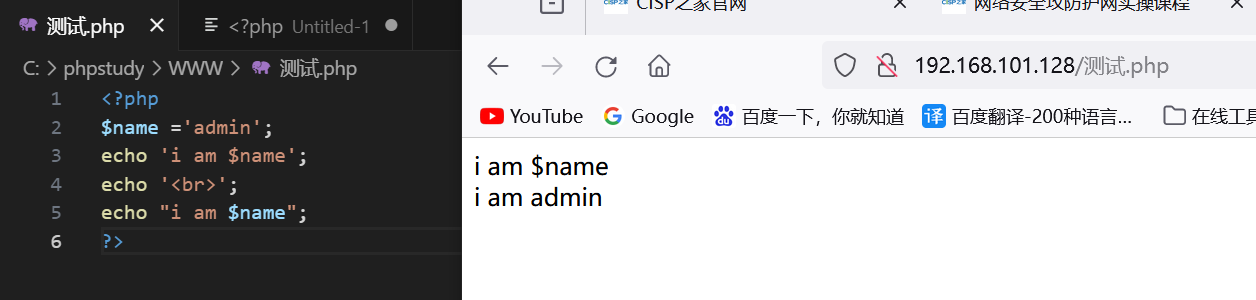 测试.php
<?php Untitled-1
C: > phpstudy > WWW > 测试.php
1 <?php
2 $name ='admin';
3 echo 'i am $name';
4 echo '<br>';
5 echo "i am $name";
6 ?>
CISP之家官网
网络安全攻防护网实操课程
192.168.101.128/测试.php
YouTube
Google
百度一下，你就知道
译 百度翻译-200种语言...
在线工具
i am $name
i am admin